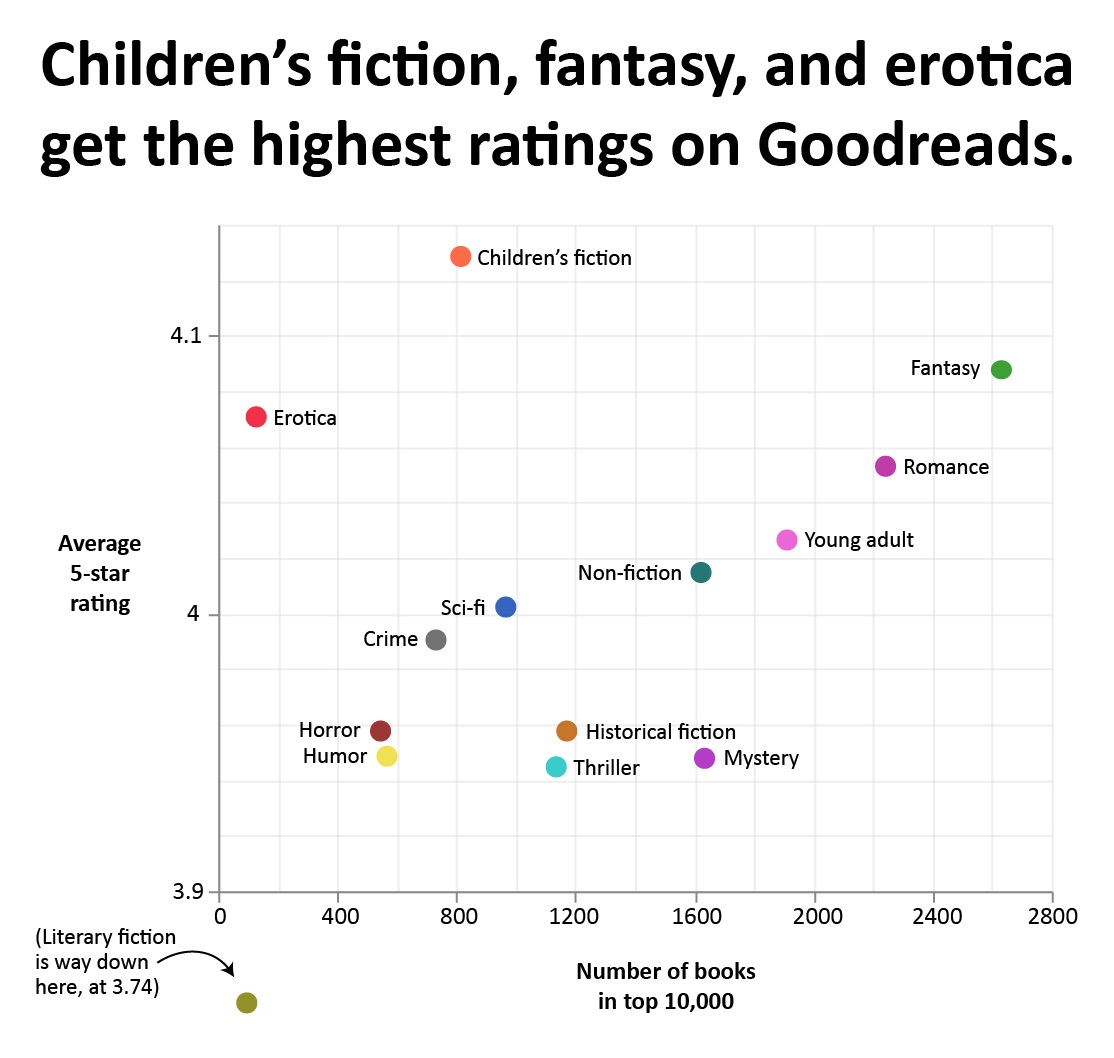 Children’s fiction, fantasy, and erotica
get the highest ratings on Goodreads.
Children’s fiction
4.1
Fantasy
Erotica
Romance
Average
5-star
rating
Young adult
Non-fiction
Sci-fi
4
Crime
Horror
Historical fiction
Humor
Mystery
Thriller
3.9
0 400 800 1200 1600 2000 2400 2800
(Literary fiction
is way down
here, at 3.74)
Number of books
in top 10,000